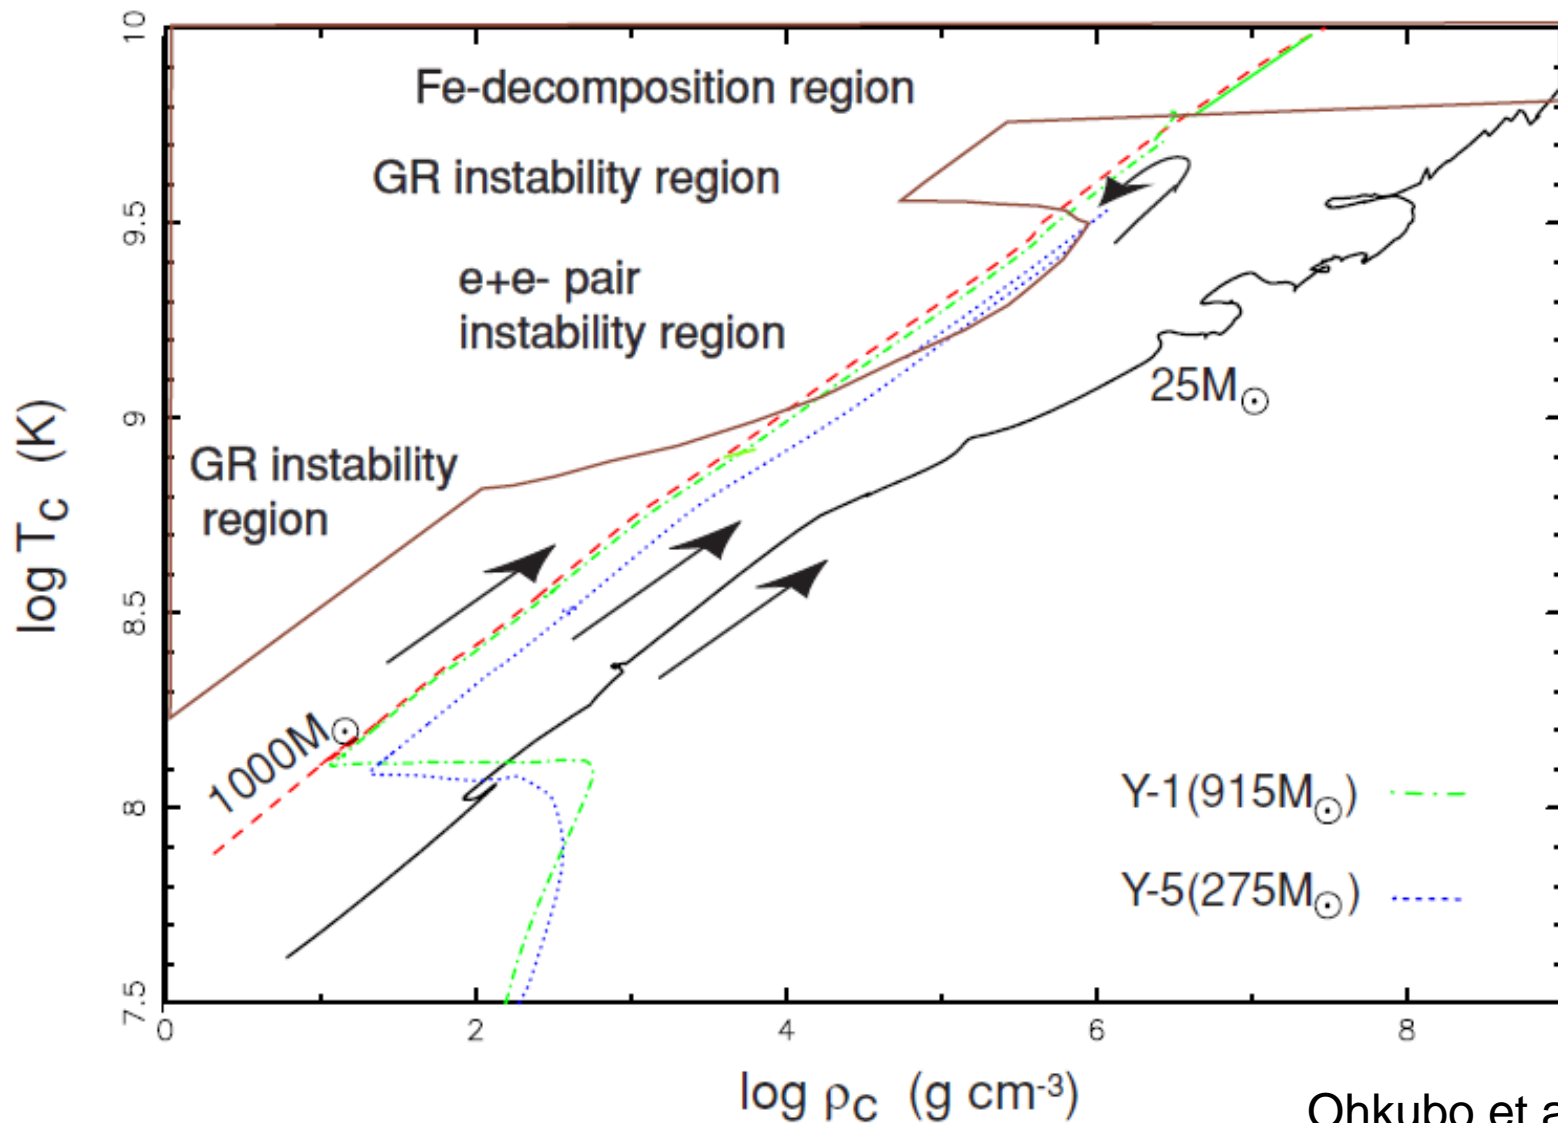 10
Fe-decomposition region
GR instability region
9.5
e+e- pair
instability region
9
25M⊙
GR instability
region
log T_C (K)
8.5
1000M⊙
8
Y-1(915M⊙)
Y-5(275M⊙)
7.5
0 2 4 6 8
log ρ_C (g cm⁻³)
Ohkubo et